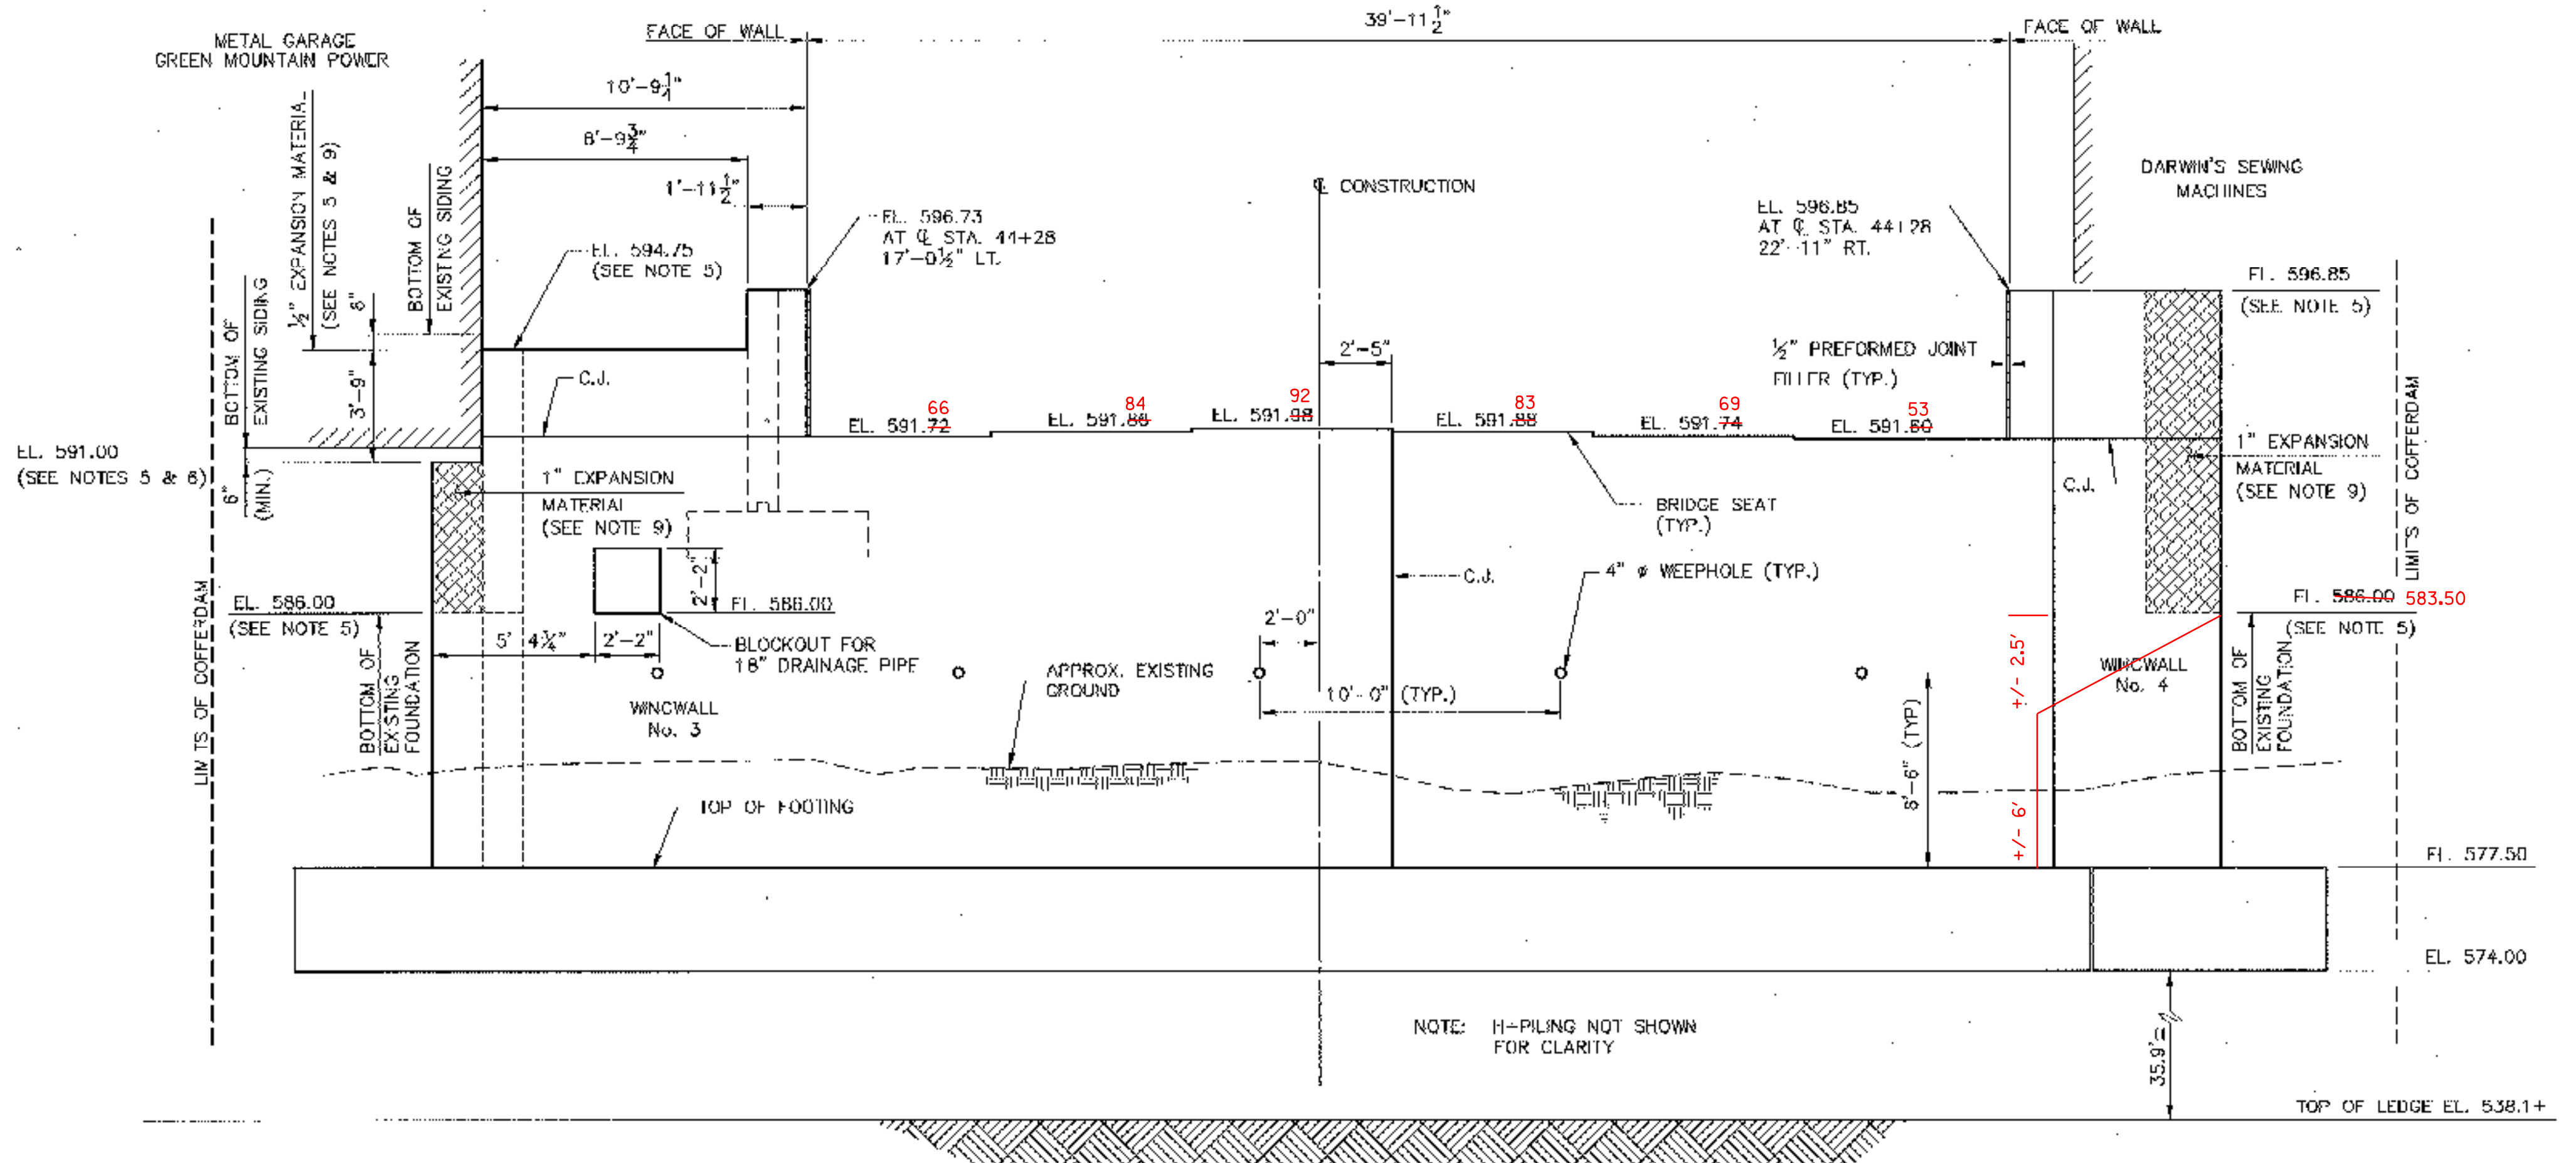 METAL GARAGE
GREEN MOUNTAIN POWER
FACE OF WALL
39'-11½"
FACE OF WALL
10'-9¼"
8'-9¾"
1'-11½"
½" EXPANSION MATERIAL
(SEE NOTES 5 & 9)
BOTTOM OF
EXISTING SIDING
℄ CONSTRUCTION
DARWIN'S SEWING
MACHINES
EL. 596.73
AT ℄ STA. 44+28
17'-0½" LT.
EL. 596.85
AT ℄ STA. 44+28
22'-11" RT.
EL. 594.75
(SEE NOTE 5)
EL. 596.85
(SEE NOTE 5)
BOTTOM OF
EXISTING SIDING
8"
3'-9"
C.J.
2'-5"
½" PREFORMED JOINT
FILLER (TYP.)
66
84
92
83
69
53
EL. 591.72
EL. 591.88
EL. 591.98
EL. 591.88
EL. 591.74
EL. 591.60
EL. 591.00
(SEE NOTES 5 & 6)
6"
(MIN.)
1" EXPANSION
MATERIAL
(SEE NOTE 9)
BRIDGE SEAT
(TYP.)
C.J.
1" EXPANSION
MATERIAL
(SEE NOTE 9)
LIMITS OF COFFERDAM
LIMITS OF COFFERDAM
2'-2"
EL. 586.00
C.J.
4" ø WEEPHOLE (TYP.)
EL. 586.00
(SEE NOTE 5)
EL. 586.00 583.50
(SEE NOTE 5)
5' 4¾"
2'-2"
BLOCKOUT FOR
18" DRAINAGE PIPE
2'-0"
BOTTOM OF
EXISTING
FOUNDATION
APPROX. EXISTING
GROUND
10'-0" (TYP.)
6'-6" (TYP)
+/- 2.5'
WINGWALL
No. 4
BOTTOM OF
EXISTING
FOUNDATION
WINGWALL
No. 3
TOP OF FOOTING
+/- 6'
EL. 577.50
EL. 574.00
NOTE: H-PILING NOT SHOWN
FOR CLARITY
35.9'±
TOP OF LEDGE EL. 538.1±